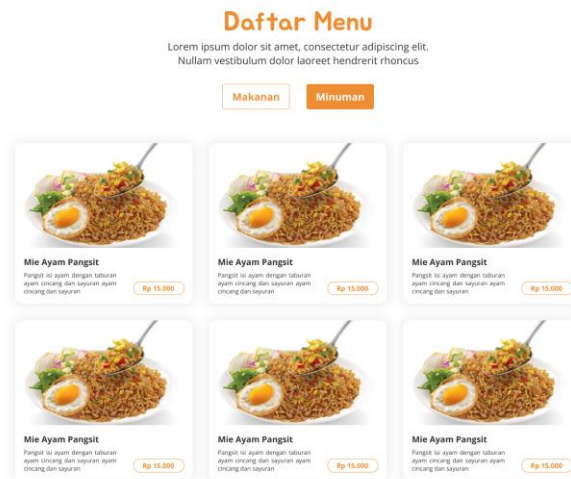 Daftar Menu
Lorem ipsum dolor sit amet, consectetur adipiscing elit.
Nullam vestibulum dolor laoreet hendrerit rhoncus
Makanan
Minuman
Mie Ayam Pangsit
Pangsit isi ayam dengan taburan
ayam cincang dan sayuran ayam
cincang dan sayuran
Rp 15.000
Mie Ayam Pangsit
Pangsit isi ayam dengan taburan
ayam cincang dan sayuran ayam
cincang dan sayuran
Rp 15.000
Mie Ayam Pangsit
Pangsit isi ayam dengan taburan
ayam cincang dan sayuran ayam
cincang dan sayuran
Rp 15.000
Mie Ayam Pangsit
Pangsit isi ayam dengan taburan
ayam cincang dan sayuran ayam
cincang dan sayuran
Rp 15.000
Mie Ayam Pangsit
Pangsit isi ayam dengan taburan
ayam cincang dan sayuran ayam
cincang dan sayuran
Rp 15.000
Mie Ayam Pangsit
Pangsit isi ayam dengan taburan
ayam cincang dan sayuran ayam
cincang dan sayuran
Rp 15.000